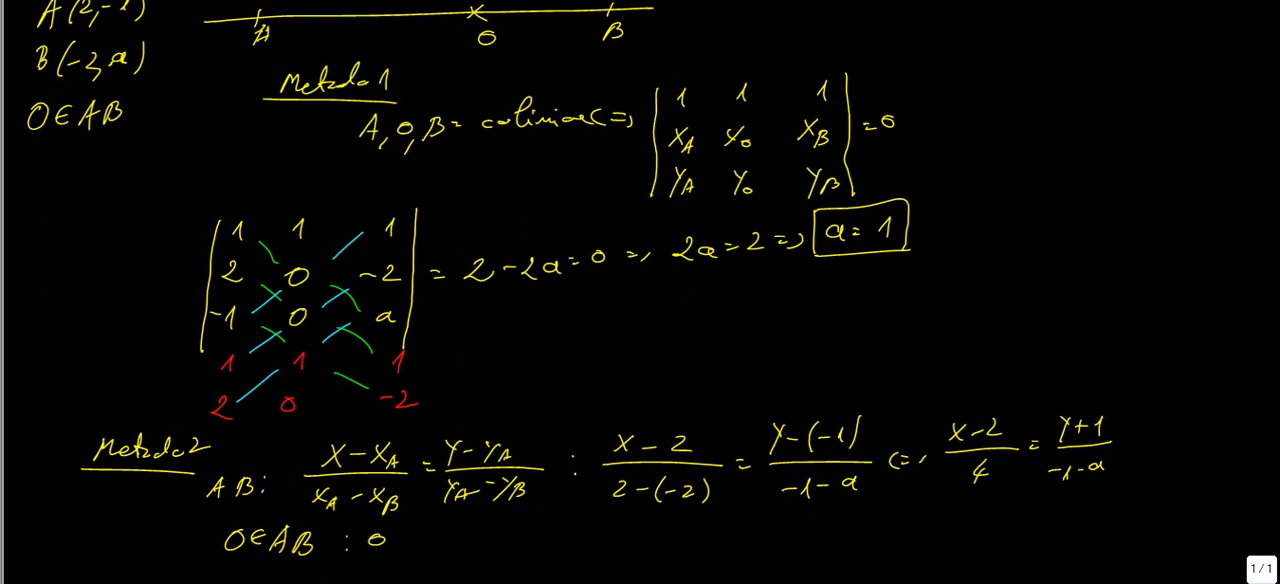 A(2,-1)
A O B
B(-2,a)
Metoda 1
O∈AB
A, O, B = coliniare <=> | 1 1 1 |
| X_A X_O X_B | = 0
| Y_A Y_O Y_B |
| 1 1 1 |
| 2 0 -2 | = 2-2a=0 => 2a=2 => a=1
| -1 0 a |
1 1 1
2 0 -2
Metoda 2
AB: (X-X_A)/(X_A-X_B) = (Y-Y_A)/(Y_A-Y_B) : (X-2)/(2-(-2)) = (Y-(-1))/(-1-a) <=> (X-2)/4 = (Y+1)/(-1-a)
O∈AB : 0
1/1